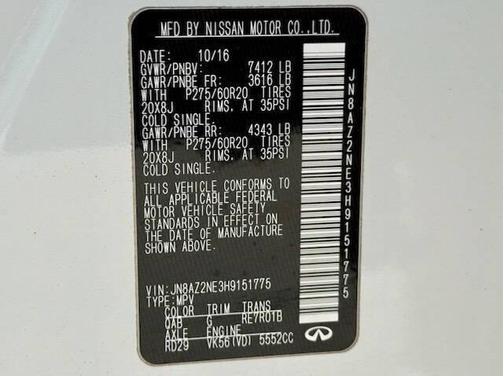 MFD BY NISSAN MOTOR CO.,LTD.
DATE: 10/16
GVWR/PNBV: 7412 LB
GAWR/PNBE FR: 3616 LB
WITH P275/60R20 TIRES
20X8J RIMS, AT 35PSI
COLD SINGLE.
GAWR/PNBE RR: 4343 LB
WITH P275/60R20 TIRES
20X8J RIMS, AT 35PSI
COLD SINGLE.
THIS VEHICLE CONFORMS TO
ALL APPLICABLE FEDERAL
MOTOR VEHICLE SAFETY
STANDARDS IN EFFECT ON
THE DATE OF MANUFACTURE
SHOWN ABOVE.
VIN: JN8AZ2NE3H9151775
TYPE: MPV
COLOR TRIM TRANS
QAB G RE7R01B
AXLE ENGINE
RD29 VK56(VD) 5552CC
JN8AZ2NE3H9151775